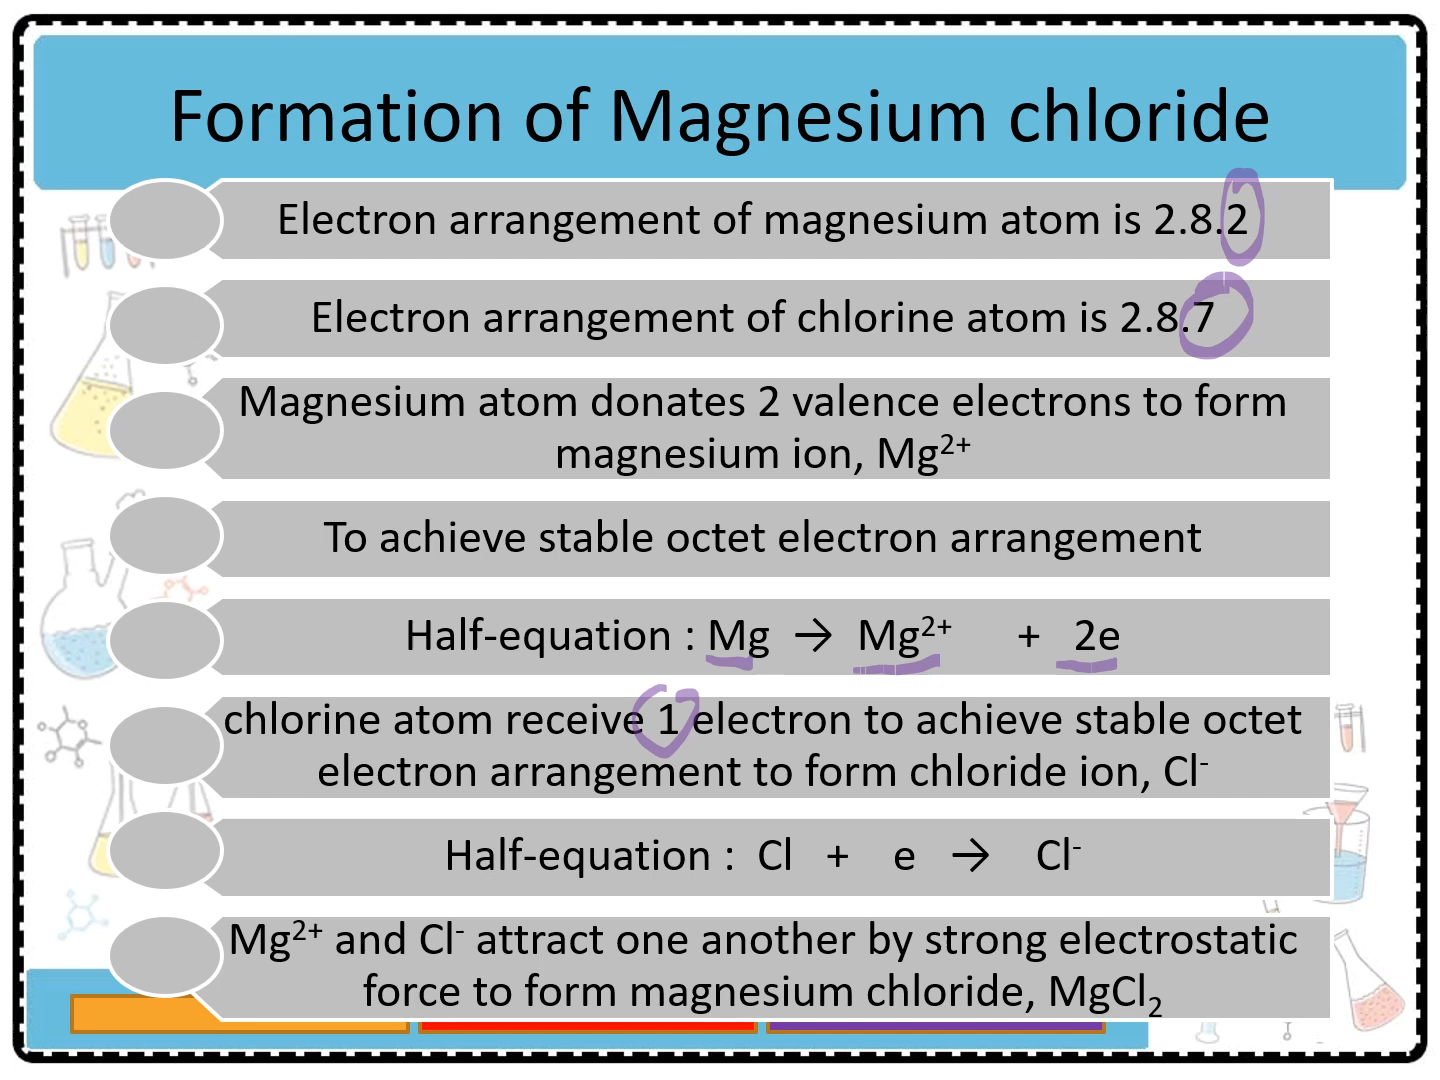 Formation of Magnesium chloride
Electron arrangement of magnesium atom is 2.8.2
Electron arrangement of chlorine atom is 2.8.7
Magnesium atom donates 2 valence electrons to form
magnesium ion, Mg²⁺
To achieve stable octet electron arrangement
Half-equation : Mg → Mg²⁺ + 2e
chlorine atom receive 1 electron to achieve stable octet
electron arrangement to form chloride ion, Cl⁻
Half-equation : Cl + e → Cl⁻
Mg²⁺ and Cl⁻ attract one another by strong electrostatic
force to form magnesium chloride, MgCl₂